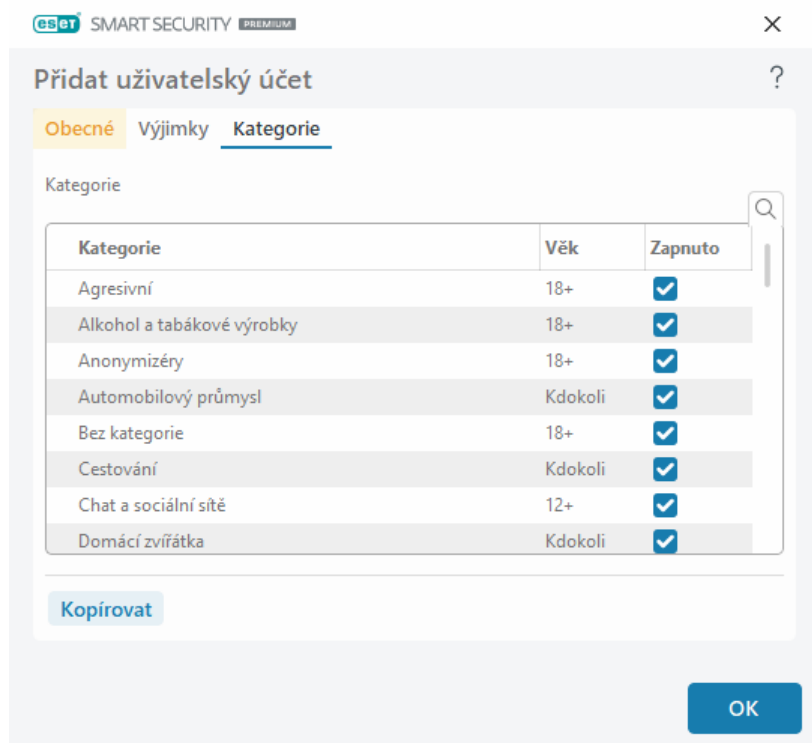 eset SMART SECURITY PREMIUM
Přidat uživatelský účet ?
Obecné Výjimky Kategorie
Kategorie
Kategorie Věk Zapnuto
Agresivní 18+
Alkohol a tabákové výrobky 18+
Anonymizéry 18+
Automobilový průmysl Kdokoli
Bez kategorie 18+
Cestování Kdokoli
Chat a sociální sítě 12+
Domácí zvířátka Kdokoli
Kopírovat
OK